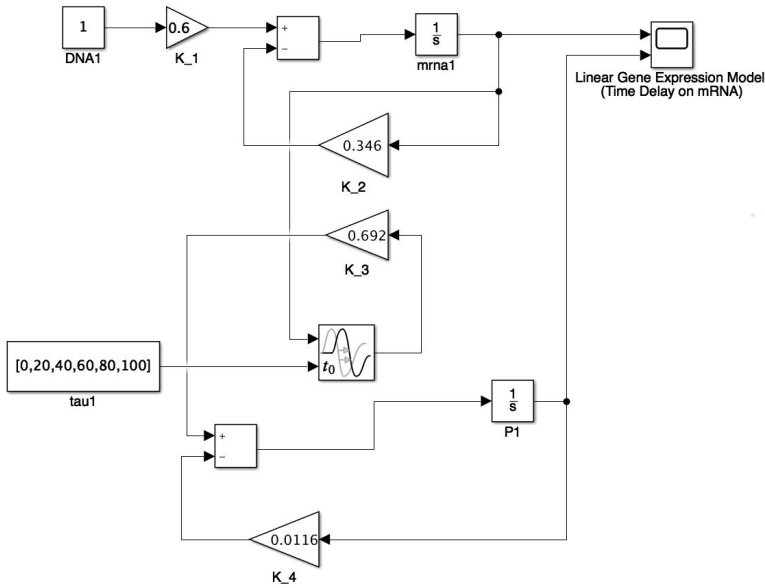 1
DNA1
0.6
K_1
+
−
1
s
mrna1
Linear Gene Expression Model
(Time Delay on mRNA)
0.346
K_2
0.692
K_3
[0,20,40,60,80,100]
tau1
t0
1
s
P1
+
−
0.0116
K_4